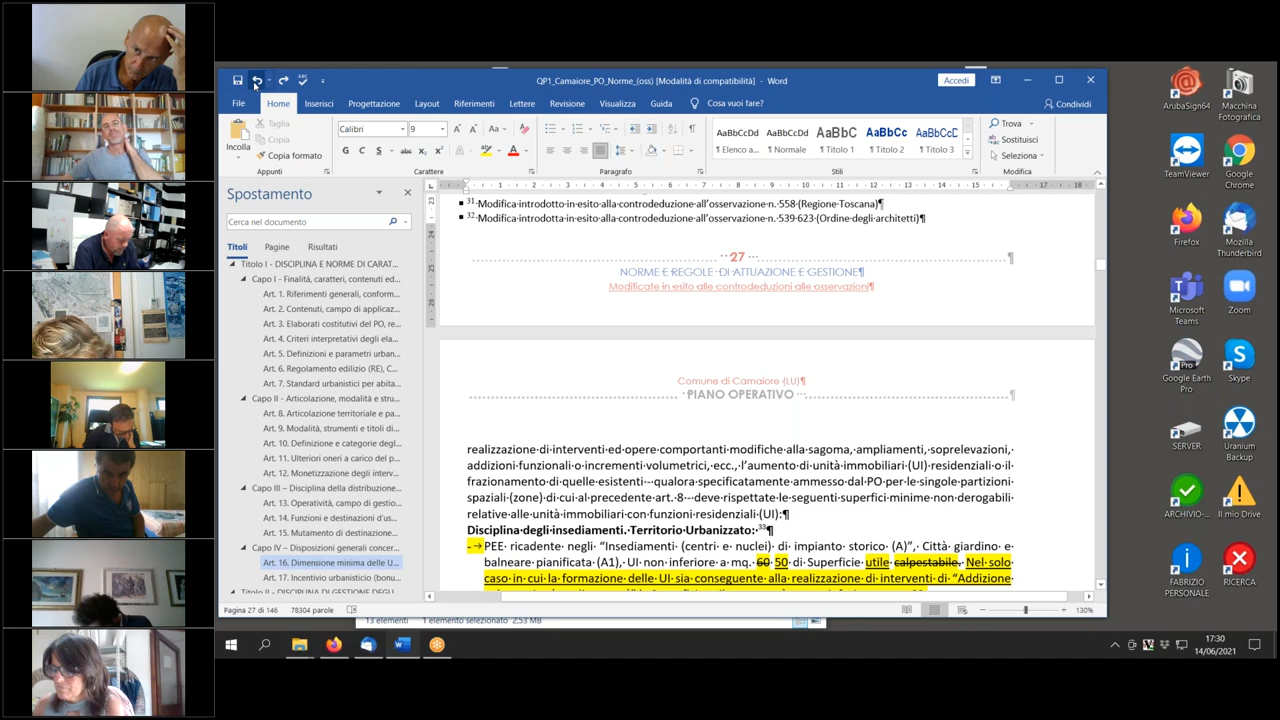 QP1_Camaiore_PO_Norme_(oss) [Modalità di compatibilità] - Word
Accedi
File
Home
Inserisci
Progettazione
Layout
Riferimenti
Lettere
Revisione
Visualizza
Guida
Cosa vuoi fare?
Condividi
Incolla
Taglia
Copia
Copia formato
Appunti
Calibri
9
Carattere
Paragrafo
AaBbCcDd
Elenco a...
AaBbCcDd
¶ Normale
AaBbC
¶ Titolo 1
AaBbCc
¶ Titolo 2
AaBbCcD
¶ Titolo 3
Stili
Trova
Sostituisci
Seleziona
Modifica
Spostamento
Cerca nel documento
Titoli
Pagine
Risultati
Titolo I - DISCIPLINA E NORME DI CARAT...
Capo I - Finalità, caratteri, contenuti ed...
Art. 1. Riferimenti generali, conform...
Art. 2. Contenuti, campo di applicaz...
Art. 3. Elaborati costitutivi del PO, re...
Art. 4. Criteri interpretativi degli ela...
Art. 5. Definizioni e parametri urban...
Art. 6. Regolamento edilizio (RE), C...
Art. 7. Standard urbanistici per abita...
Capo II - Articolazione, modalità e stru...
Art. 8. Articolazione territoriale e pa...
Art. 9. Modalità, strumenti e titoli di...
Art. 10. Definizione e categorie degl...
Art. 11. Ulteriori oneri a carico del p...
Art. 12. Monetizzazione degli interv...
Capo III – Disciplina della distribuzione...
Art. 13. Operatività, campo di gestio...
Art. 14. Funzioni e destinazioni d'us...
Art. 15. Mutamento di destinazione...
Capo IV – Disposizioni generali concer...
Art. 16. Dimensione minima delle U...
Art. 17. Incentivo urbanisitico (bonu...
31 Modifica introdotto in esito alla controdeduzione all'osservazione n. 558 (Regione Toscana)¶
32 Modifica introdotta in esito alla controdeduzione all'osservazione n. 539-623 (Ordine degli architetti)¶
27
NORME E REGOLE DI ATTUAZIONE E GESTIONE¶
Modificate in esito alle controdeduzioni alle osservazioni¶
Comune di Camaiore (LU)¶
PIANO OPERATIVO
realizzazione di interventi ed opere comportanti modifiche alla sagoma, ampliamenti, soprelevazioni,
addizioni funzionali o incrementi volumetrici, ecc., l'aumento di unità immobiliari (UI) residenziali o il
frazionamento di quelle esistenti - qualora specificatamente ammesso dal PO per le singole partizioni
spaziali (zone) di cui al precedente art. 8 - deve rispettate le seguenti superfici minime non derogabili
relative alle unità immobiliari con funzioni residenziali (UI):¶
Disciplina degli insediamenti. Territorio Urbanizzato: 33¶
- PEE ricadente negli "Insediamenti (centri e nuclei) di impianto storico (A)", Città giardino e
balneare pianificata (A1), UI non inferiore a mq. 60 50 di Superficie utile calpestabile. Nel solo
caso in cui la formazione delle UI sia conseguente alla realizzazione di interventi di "Addizione
Pagina 27 di 146
78304 parole
130%
13 elementi
1 elemento selezionato 2,53 MB
ArubaSign64
Macchina Fotografica
TeamViewer
Google Chrome
Firefox
Mozilla Thunderbird
Microsoft Teams
Zoom
Google Earth Pro
Skype
SERVER
Uranium Backup
ARCHIVIO-...
Il mio Drive
FABRIZIO PERSONALE
RICERCA
17:30
14/06/2021